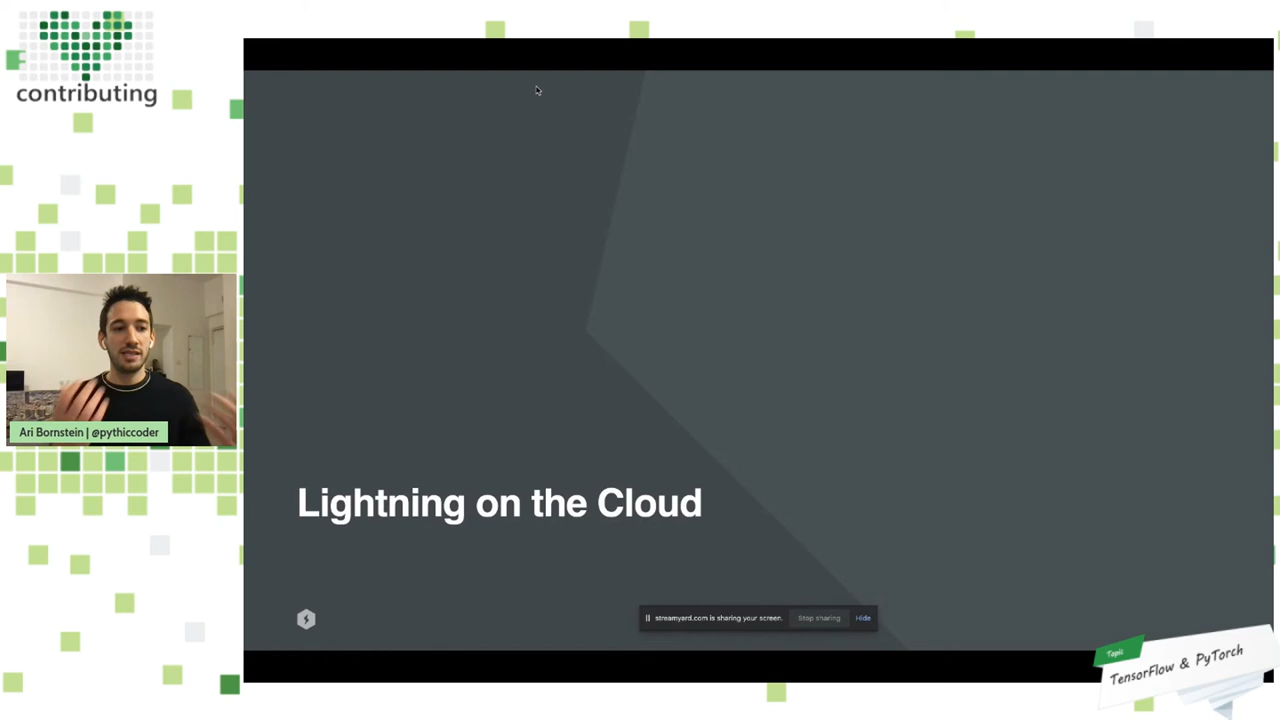 contributing
Ari Bornstein | @pythiccoder
Lightning on the Cloud
streamyard.com is sharing your screen.
Stop sharing
Hide
Topic
TensorFlow & PyTorch